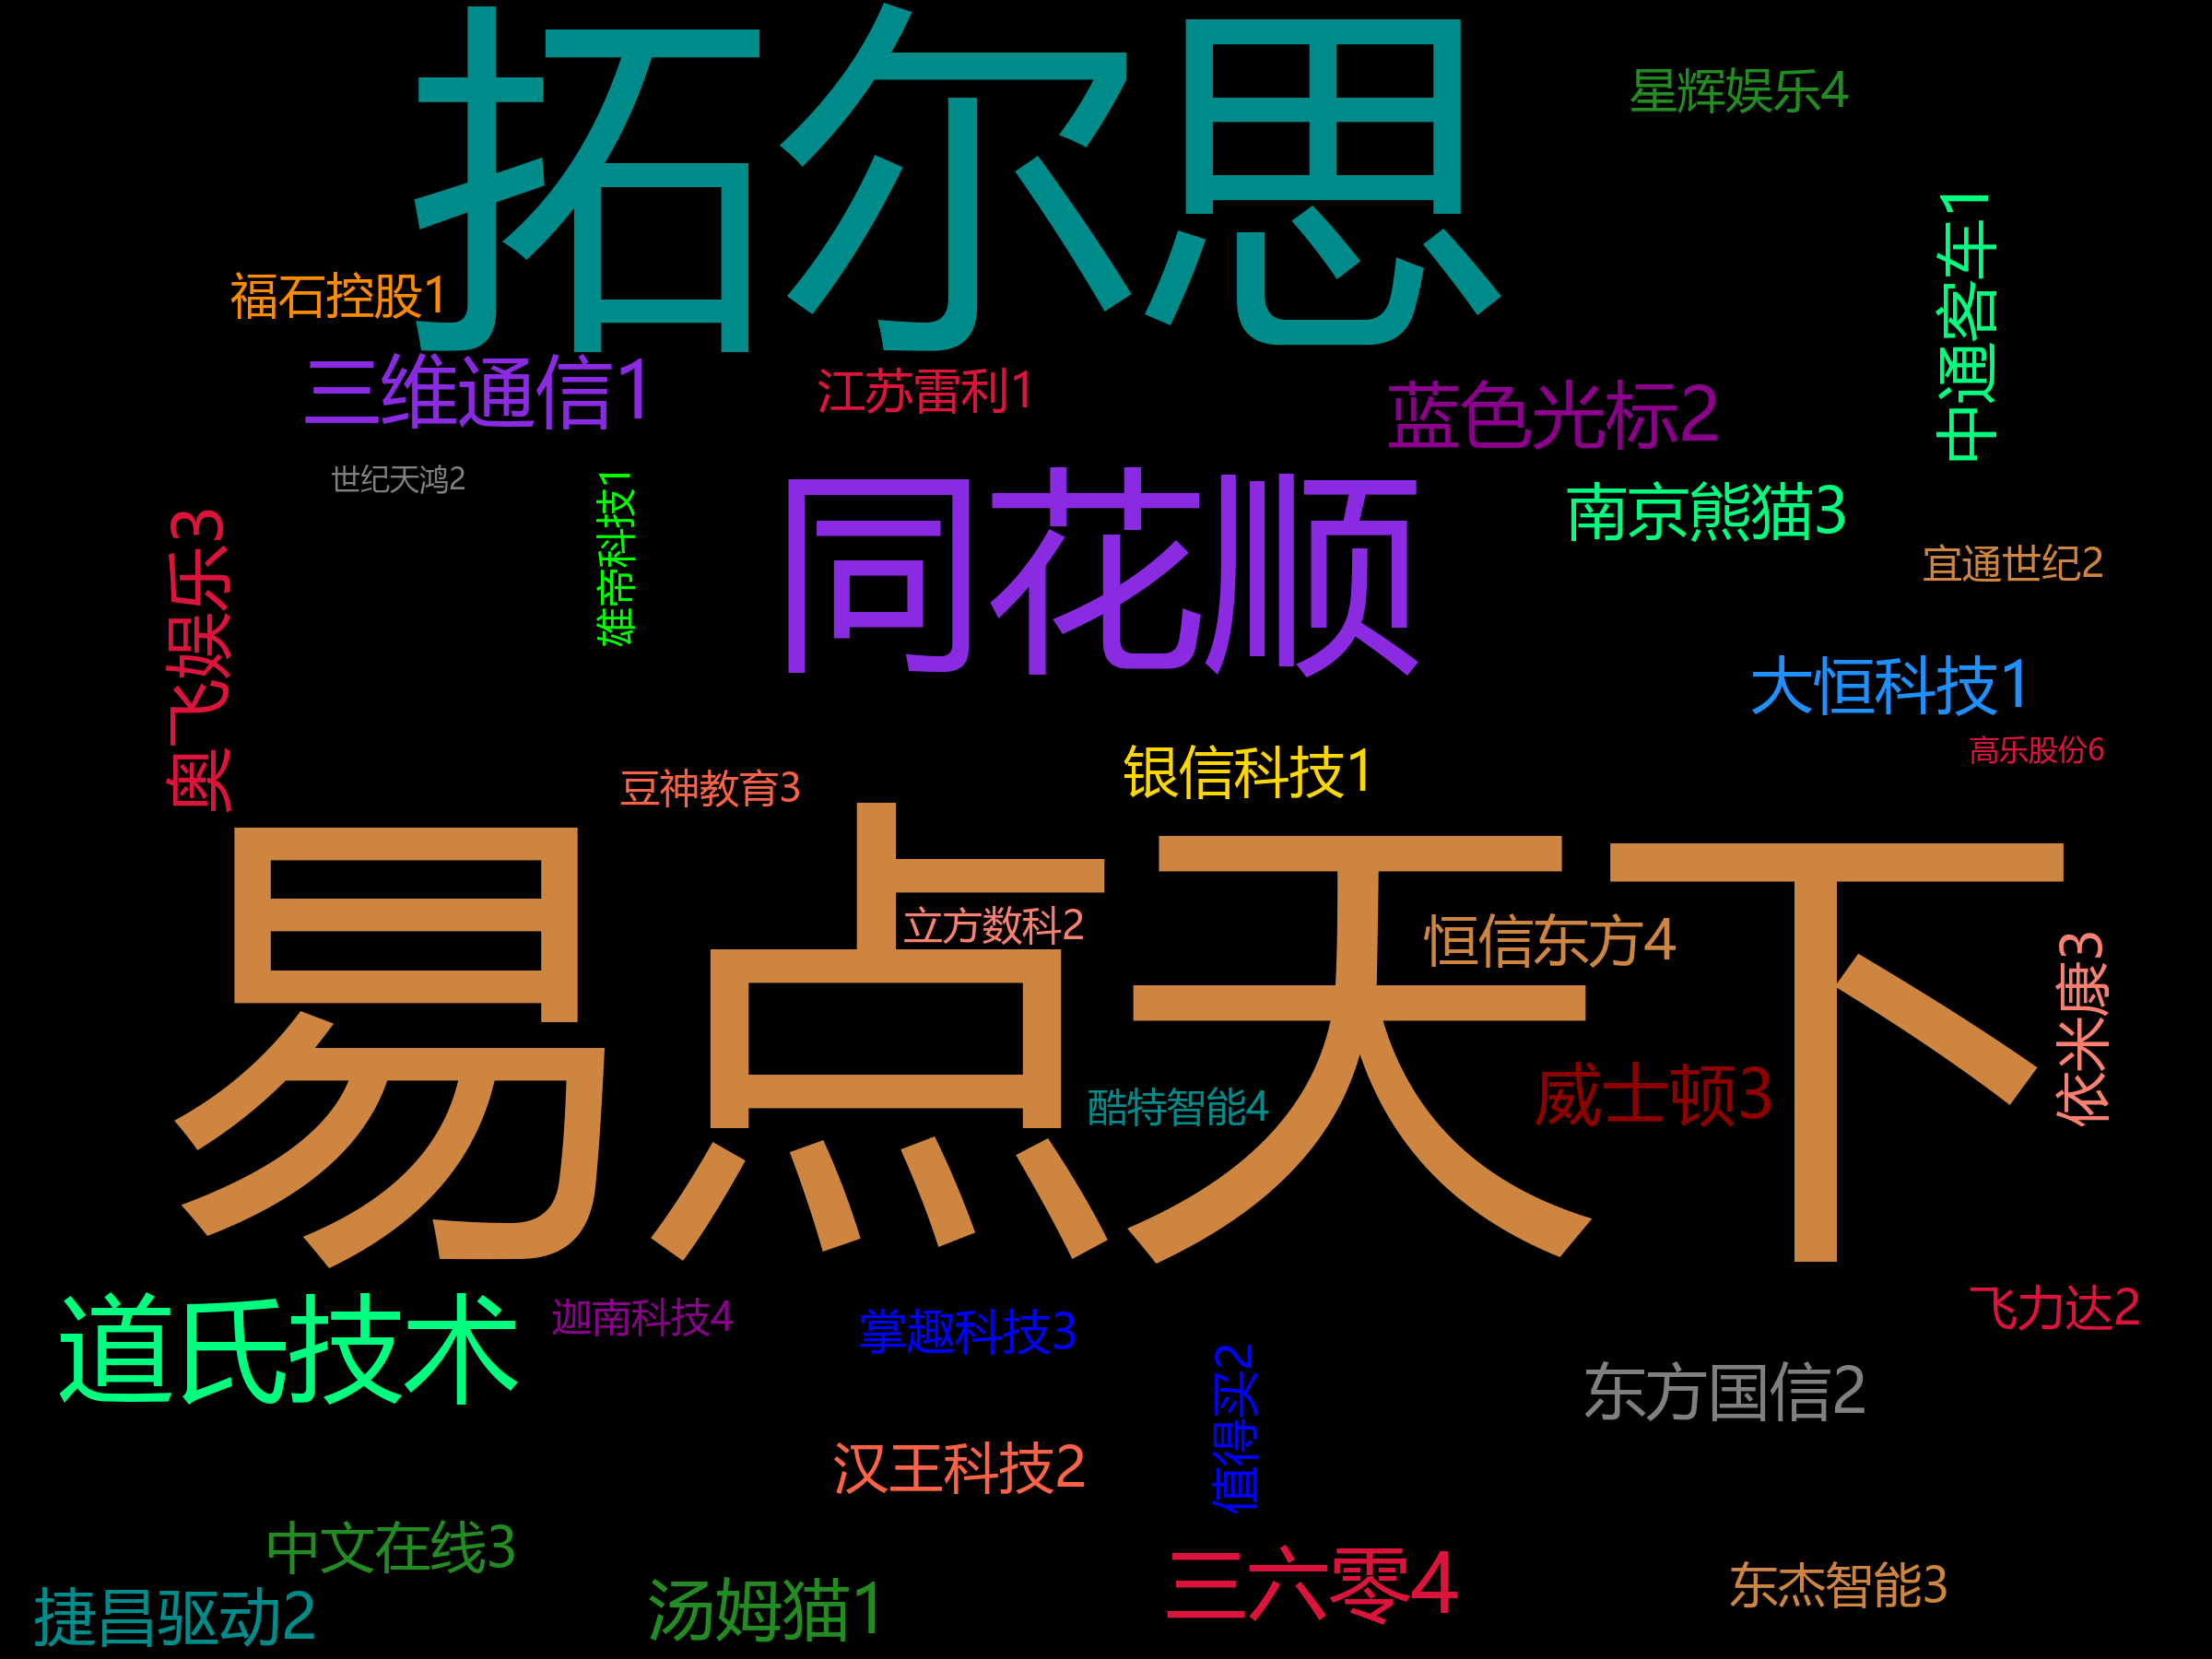 拓尔思
星辉娱乐4
中通客车1
福石控股1
三维通信1
江苏雷利1
蓝色光标2
世纪天鸿2
雄帝科技1
同花顺
南京熊猫3
宜通世纪2
奥飞娱乐3
大恒科技1
高乐股份6
豆神教育3
银信科技1
易点天下
立方数科2
恒信东方4
依米康3
酷特智能4
威士顿3
道氏技术
迦南科技4
掌趣科技3
飞力达2
值得买2
东方国信2
汉王科技2
中文在线3
捷昌驱动2
汤姆猫1
三六零4
东杰智能3